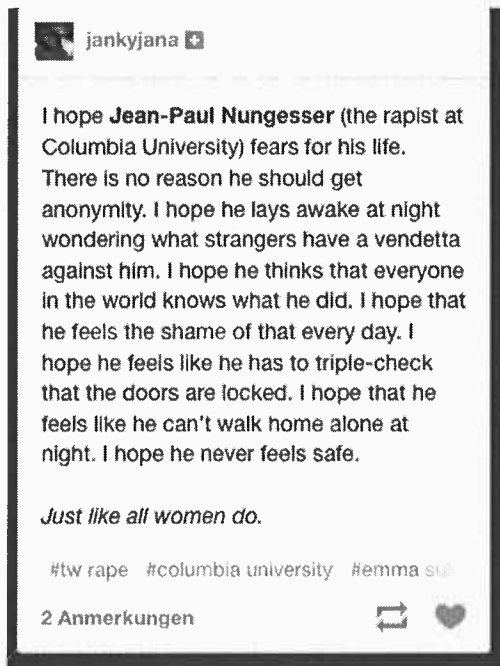 jankyjana
I hope Jean-Paul Nungesser (the rapist at
Columbia University) fears for his life.
There is no reason he should get
anonymity. I hope he lays awake at night
wondering what strangers have a vendetta
against him. I hope he thinks that everyone
in the world knows what he did. I hope that
he feels the shame of that every day. I
hope he feels like he has to triple-check
that the doors are locked. I hope that he
feels like he can't walk home alone at
night. I hope he never feels safe.
Just like all women do.
#tw rape #columbia university #emma su
2 Anmerkungen